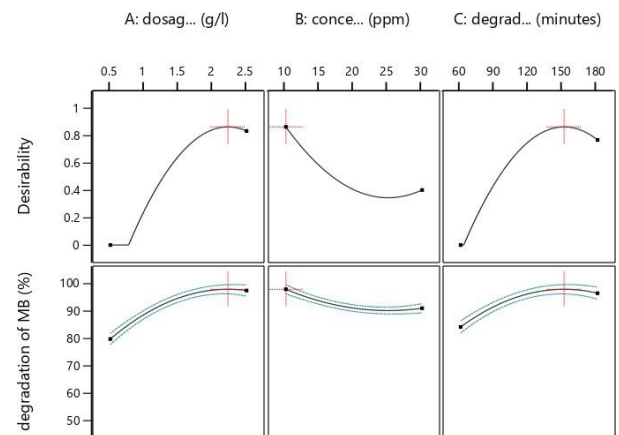 A: dosag... (g/l)
B: conce... (ppm)
C: degrad... (minutes)
0.5 1 1.5 2 2.5
10 15 20 25 30
60 90 120 150 180
Desirability
1
0.8
0.6
0.4
0.2
0
degradation of MB (%)
100
90
80
70
60
50